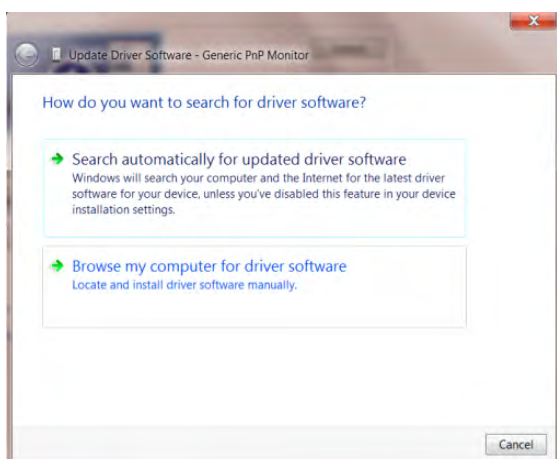 Update Driver Software - Generic PnP Monitor
How do you want to search for driver software?
Search automatically for updated driver software
Windows will search your computer and the Internet for the latest driver
software for your device, unless you've disabled this feature in your device
installation settings.
Browse my computer for driver software
Locate and install driver software manually.
Cancel